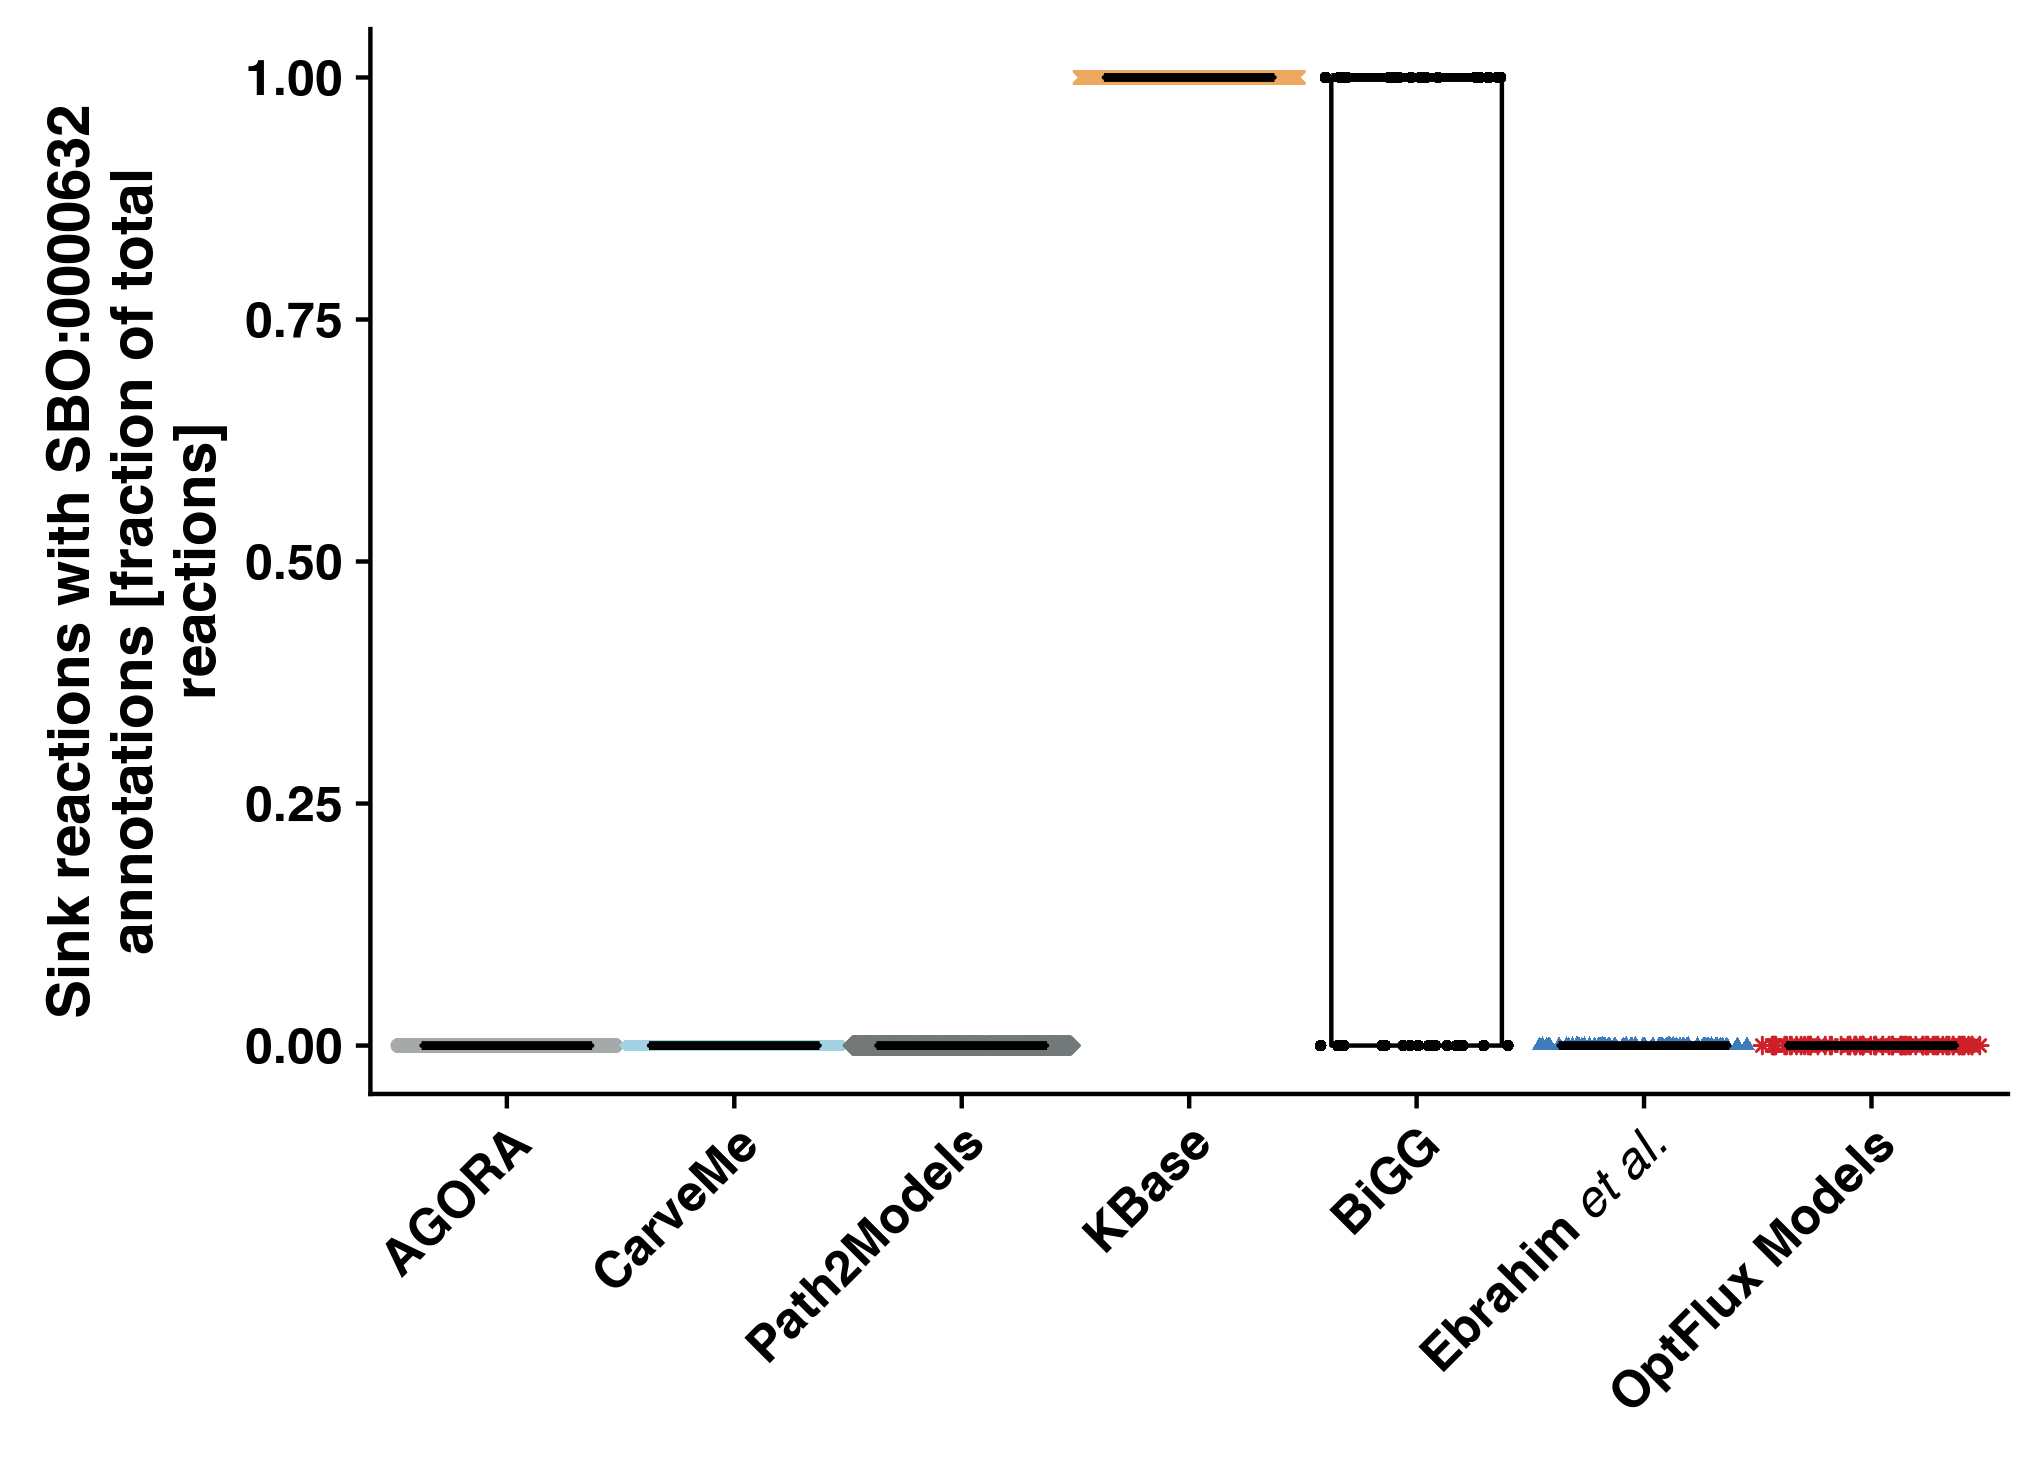 Sink reactions with SBO:0000632
annotations [fraction of total
reactions]
1.00
0.75
0.50
0.25
0.00
AGORA
CarveMe
Path2Models
KBase
BiGG
Ebrahim et al.
OptFlux Models